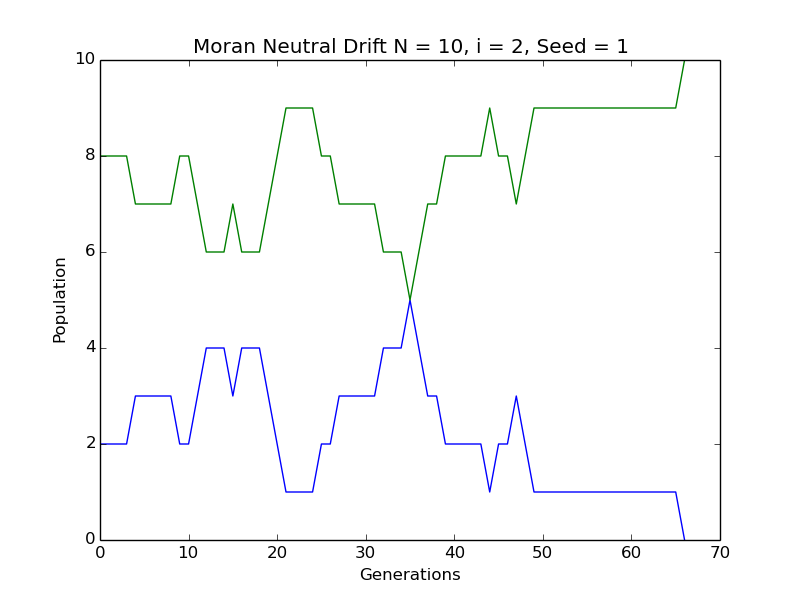 Moran Neutral Drift N = 10, i = 2, Seed = 1
10
8
6
4
2
0
Population
0 10 20 30 40 50 60 70
Generations